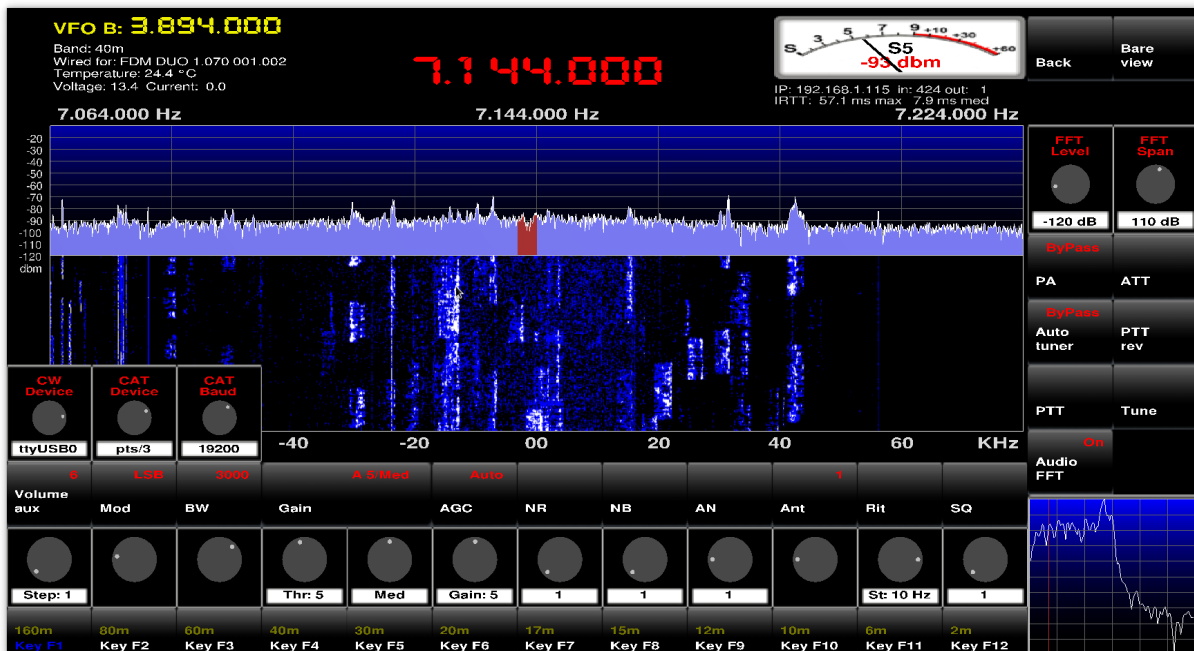 VFO B: 3.894.000
Band: 40m
Wired for: FDM DUO 1.070 001.002
Temperature: 24.4 °C
Voltage: 13.4 Current: 0.0
7.144.000
S 3 5 7 9 +10 +30 +60
S5
-93 dbm
IP: 192.168.1.115 in: 424 out: 1
IRTT: 57.1 ms max 7.9 ms med
Back
Bare
view
7.064.000 Hz 7.144.000 Hz 7.224.000 Hz
-20
-30
-40
-50
-60
-70
-80
-90
-100
-110
-120
dbm
FFT
Level
-120 dB
FFT
Span
110 dB
ByPass
PA
ATT
ByPass
Auto
tuner
PTT
rev
PTT
Tune
On
Audio
FFT
CW
Device
ttyUSB0
CAT
Device
pts/3
CAT
Baud
19200
-40 -20 00 20 40 60 KHz
6 LSB 3000 A 5/Med Auto 1
Volume
aux Mod BW Gain AGC NR NB AN Ant Rit SQ
Step: 1 Thr: 5 Med Gain: 5 1 1 1 St: 10 Hz 1
160m 80m 60m 40m 30m 20m 17m 15m 12m 10m 6m 2m
Key F1 Key F2 Key F3 Key F4 Key F5 Key F6 Key F7 Key F8 Key F9 Key F10 Key F11 Key F12